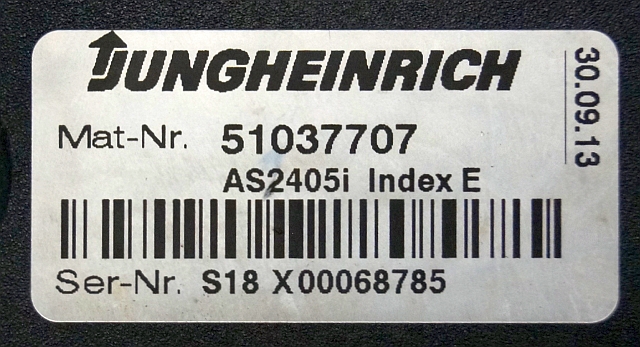 JUNGHEINRICH
30.09.13
Mat-Nr. 51037707
AS2405i Index E
Ser-Nr. S18 X00068785